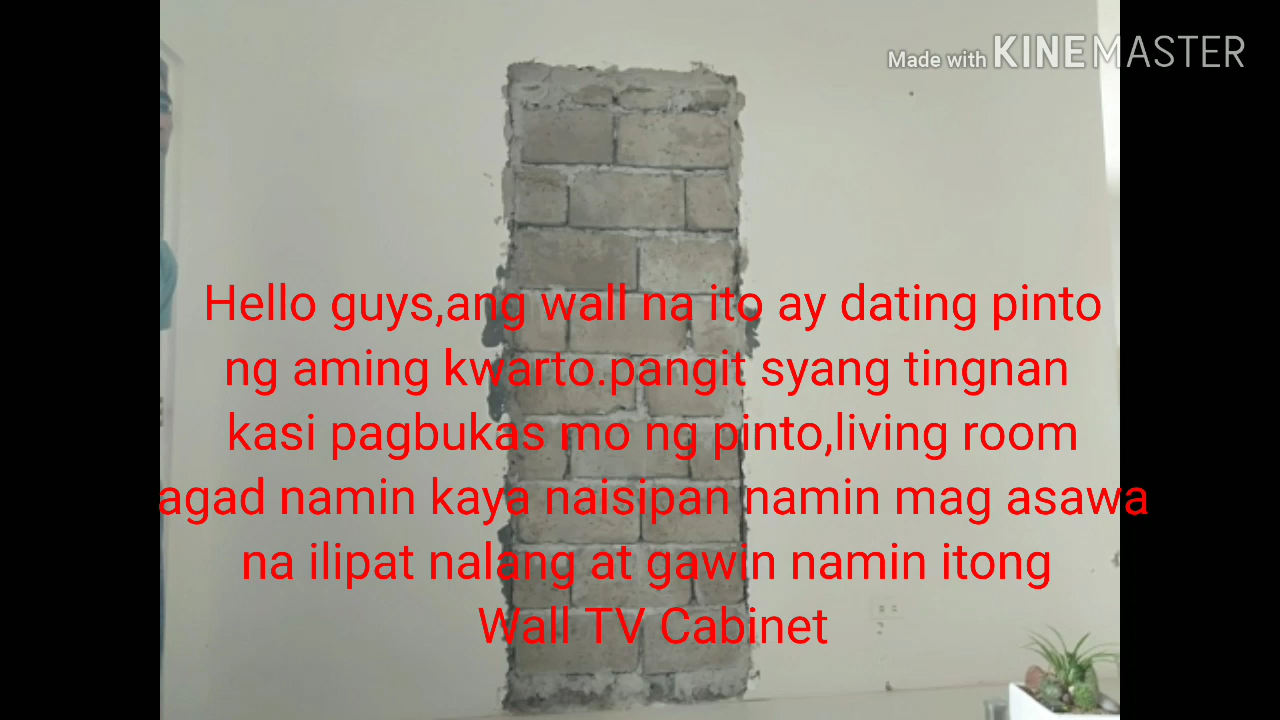 Made with KINEMASTER
Hello guys,ang wall na ito ay dating pinto
ng aming kwarto.pangit syang tingnan
kasi pagbukas mo ng pinto,living room
agad namin kaya naisipan namin mag asawa
na ilipat nalang at gawin namin itong
Wall TV Cabinet